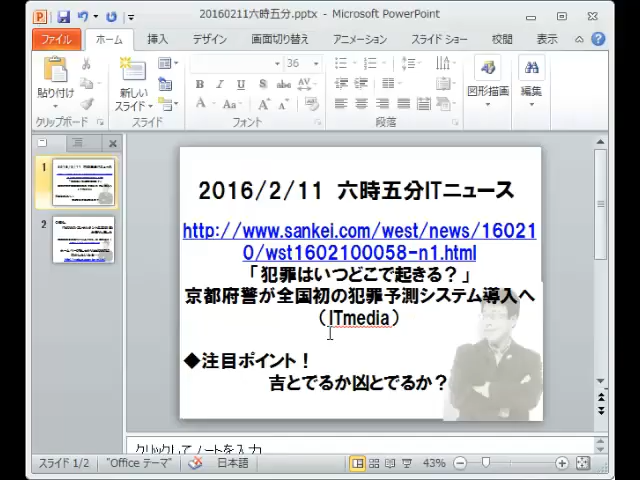 20160211六時五分.pptx - Microsoft PowerPoint
ファイル ホーム 挿入 デザイン 画面切り替え アニメーション スライド ショー 校閲 表示
貼り付け 新しいスライド 36 B I U S abc AV A Aa A A 図形描画 編集
クリップボード スライド フォント 段落
1
2
2016/2/11 六時五分ITニュース
http://www.sankei.com/west/news/16021
0/wst1602100058-n1.html
「犯罪はいつどこで起きる？」
京都府警が全国初の犯罪予測システム導入へ
（ITmedia）
◆注目ポイント！
吉とでるか凶とでるか？
クリックしてノートを入力
スライド 1/2 "Office テーマ" 日本語 43%